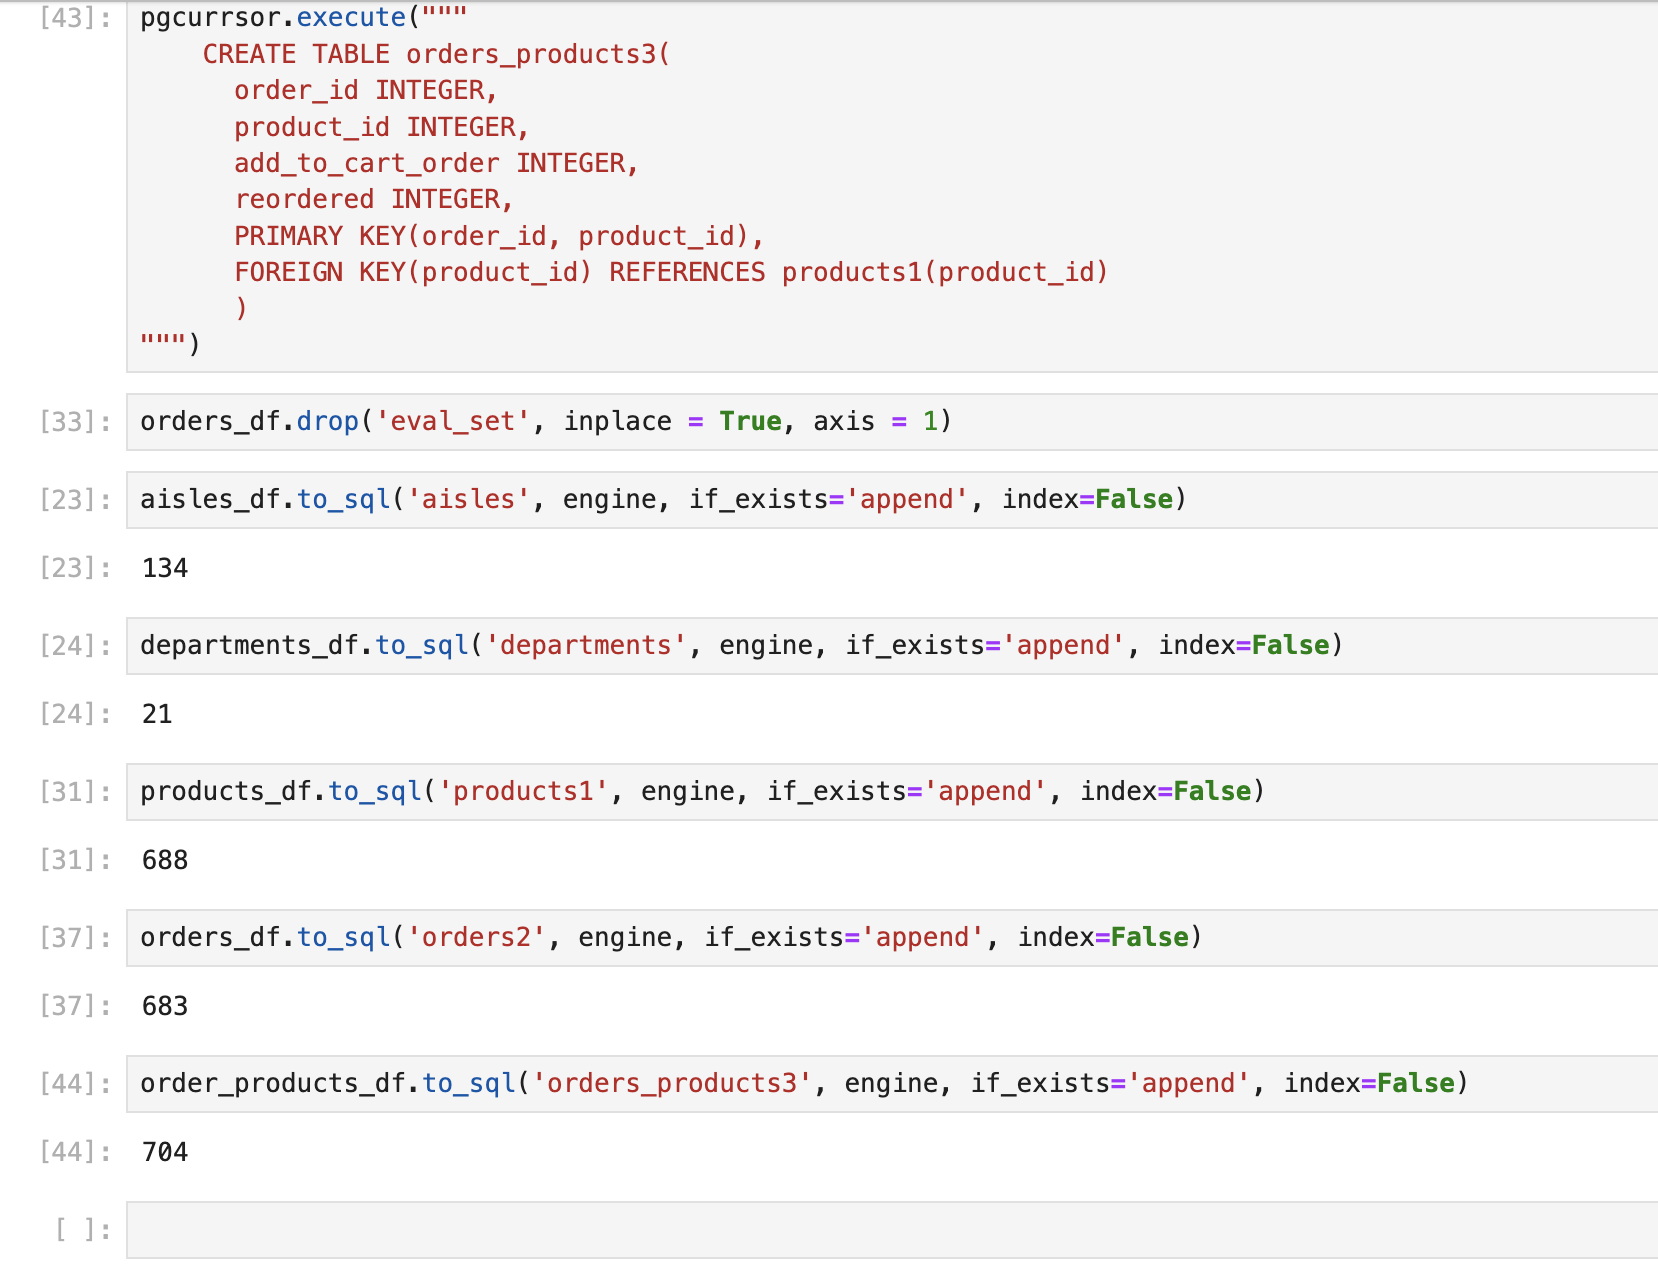 [43]: pgcurrsor.execute("""
CREATE TABLE orders_products3(
order_id INTEGER,
product_id INTEGER,
add_to_cart_order INTEGER,
reordered INTEGER,
PRIMARY KEY(order_id, product_id),
FOREIGN KEY(product_id) REFERENCES products1(product_id)
)
""")
[33]: orders_df.drop('eval_set', inplace = True, axis = 1)
[23]: aisles_df.to_sql('aisles', engine, if_exists='append', index=False)
[23]: 134
[24]: departments_df.to_sql('departments', engine, if_exists='append', index=False)
[24]: 21
[31]: products_df.to_sql('products1', engine, if_exists='append', index=False)
[31]: 688
[37]: orders_df.to_sql('orders2', engine, if_exists='append', index=False)
[37]: 683
[44]: order_products_df.to_sql('orders_products3', engine, if_exists='append', index=False)
[44]: 704
[ ]: